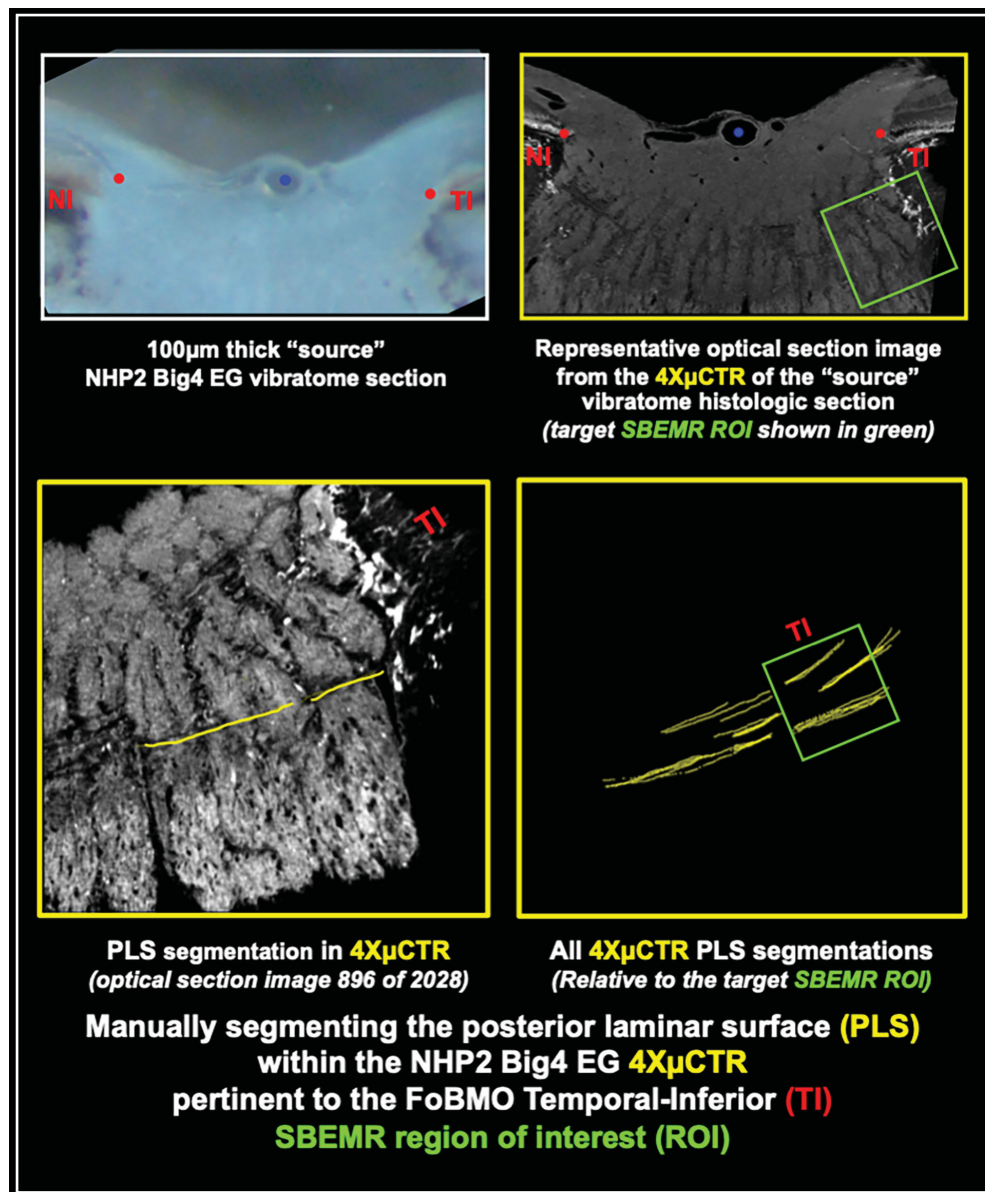 NI
TI
NI
TI
100µm thick “source”
NHP2 Big4 EG vibratome section
Representative optical section image
from the 4XµCTR of the “source”
vibratome histologic section
(target SBEMR ROI shown in green)
TI
TI
PLS segmentation in 4XµCTR
(optical section image 896 of 2028)
All 4XµCTR PLS segmentations
(Relative to the target SBEMR ROI)
Manually segmenting the posterior laminar surface (PLS)
within the NHP2 Big4 EG 4XµCTR
pertinent to the FoBMO Temporal-Inferior (TI)
SBEMR region of interest (ROI)